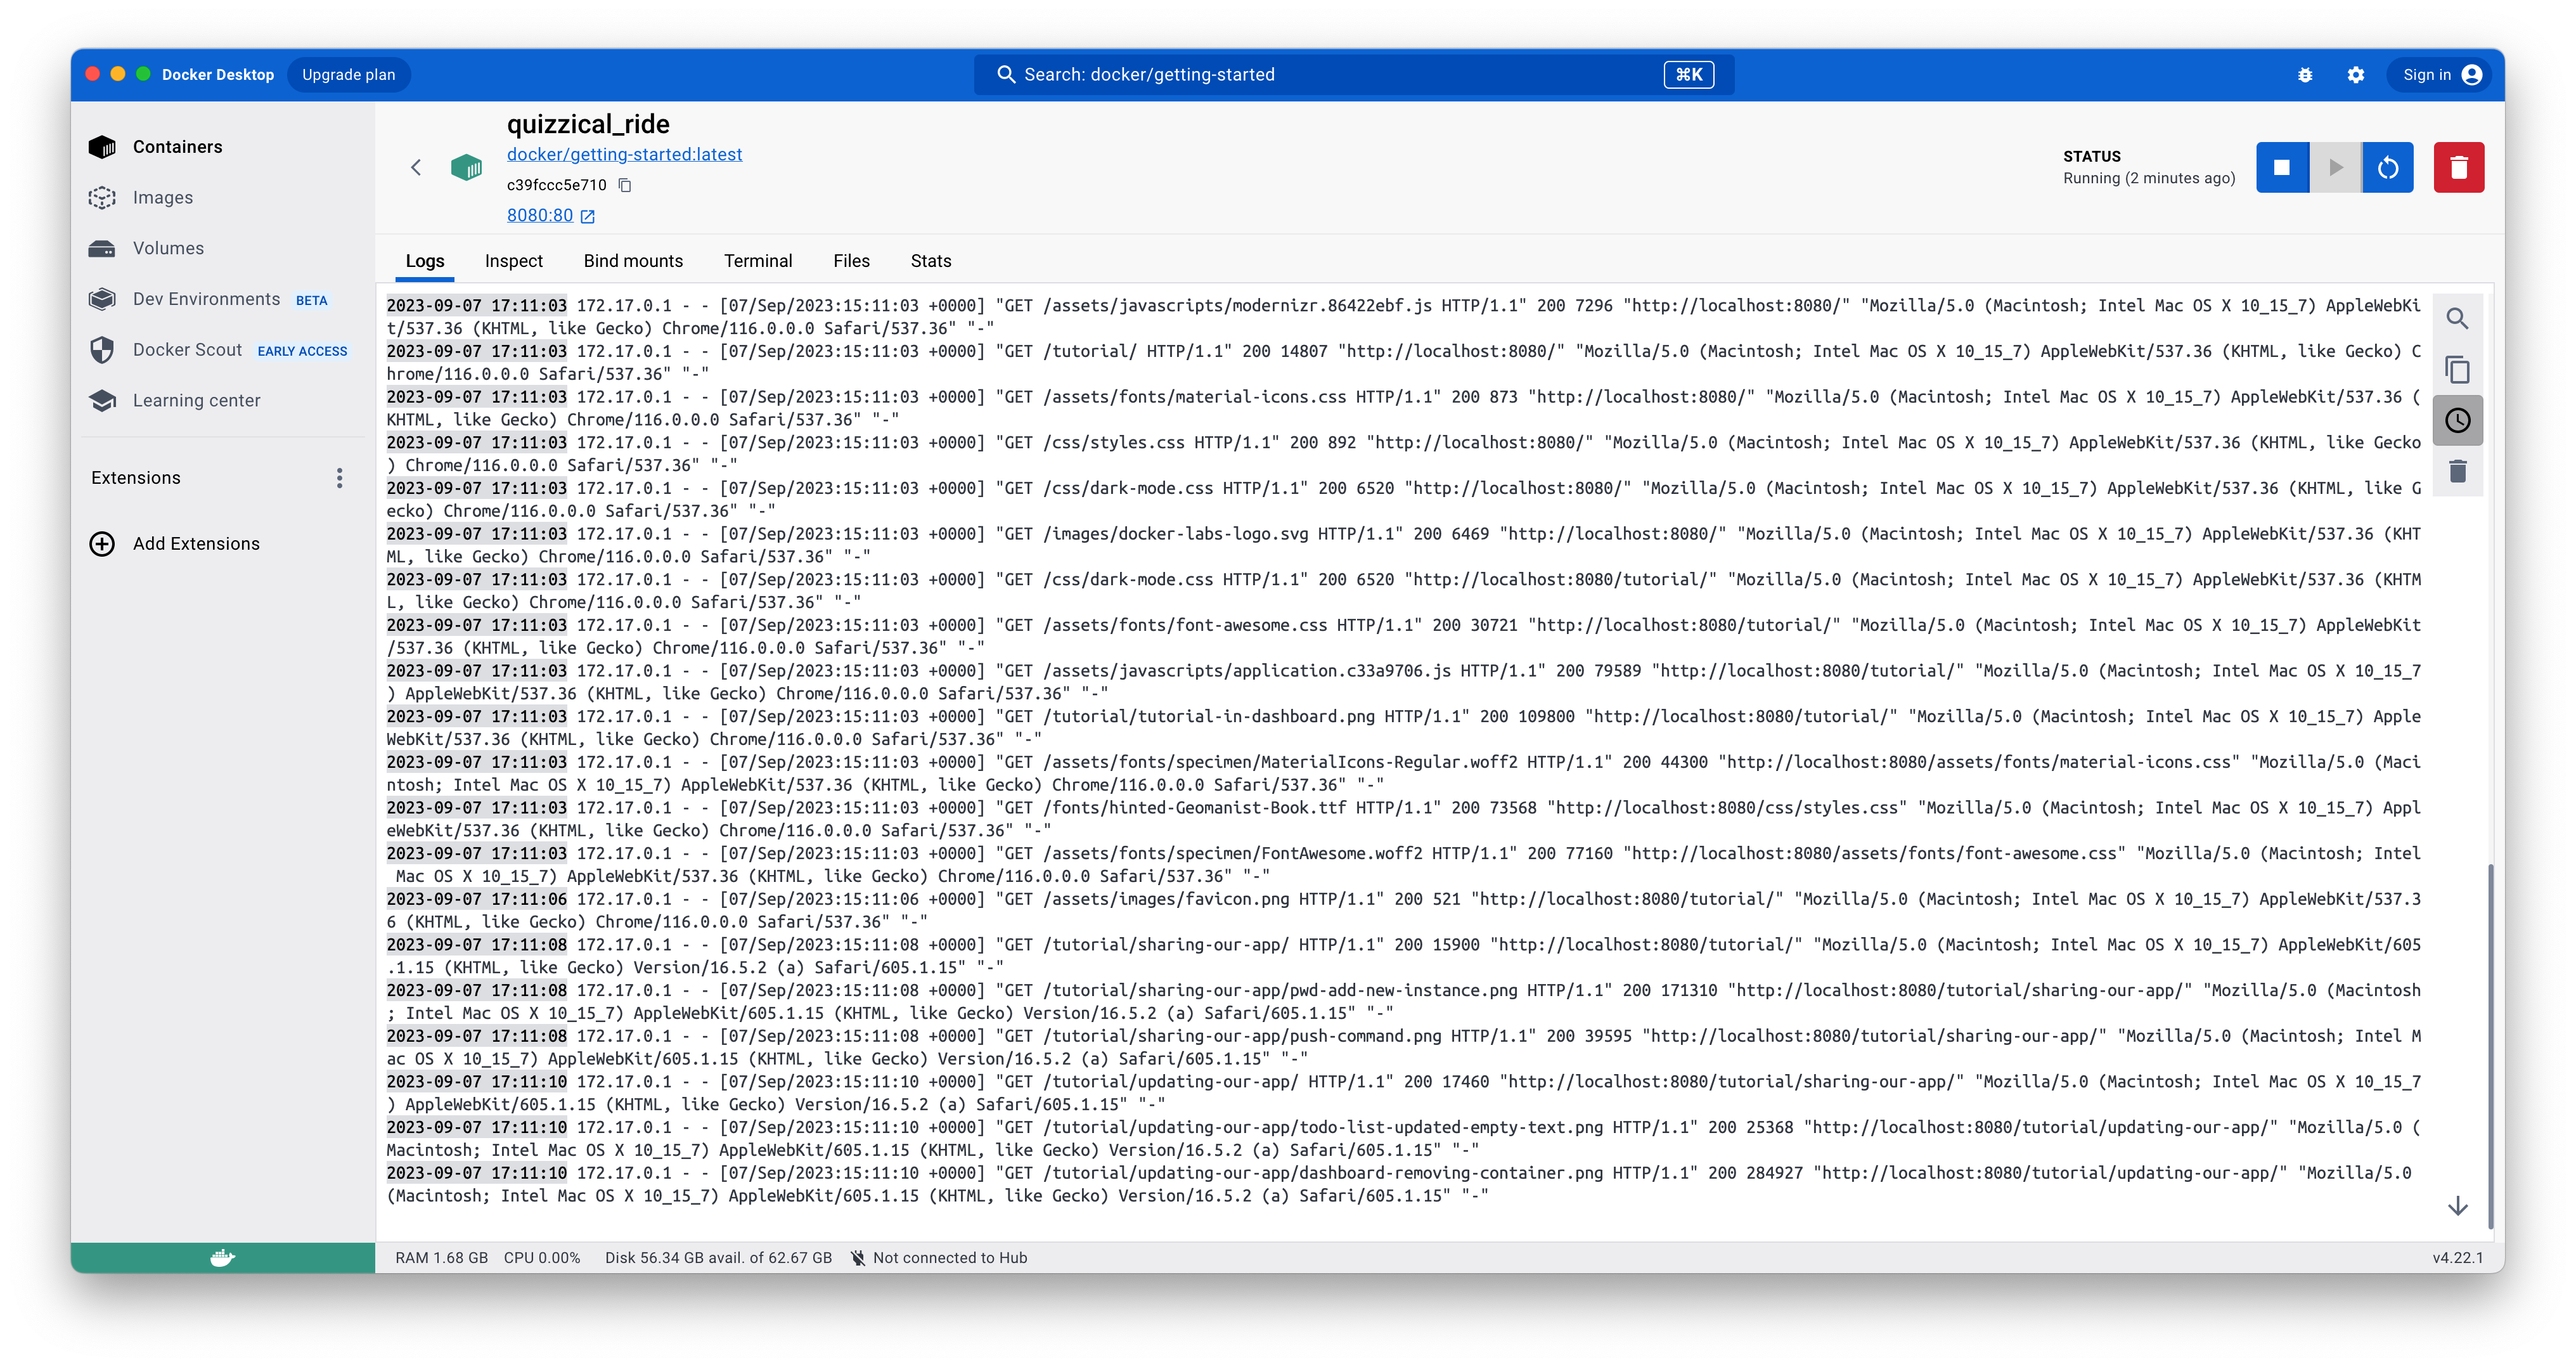 Docker Desktop
Upgrade plan
Search: docker/getting-started
⌘K
Sign in
Containers
Images
Volumes
Dev Environments BETA
Docker Scout EARLY ACCESS
Learning center
Extensions
Add Extensions
quizzical_ride
docker/getting-started:latest
c39fccc5e710
8080:80
STATUS
Running (2 minutes ago)
Logs Inspect Bind mounts Terminal Files Stats
2023-09-07 17:11:03 172.17.0.1 - - [07/Sep/2023:15:11:03 +0000] "GET /assets/javascripts/modernizr.86422ebf.js HTTP/1.1" 200 7296 "http://localhost:8080/" "Mozilla/5.0 (Macintosh; Intel Mac OS X 10_15_7) AppleWebKi
t/537.36 (KHTML, like Gecko) Chrome/116.0.0.0 Safari/537.36" "-"
2023-09-07 17:11:03 172.17.0.1 - - [07/Sep/2023:15:11:03 +0000] "GET /tutorial/ HTTP/1.1" 200 14807 "http://localhost:8080/" "Mozilla/5.0 (Macintosh; Intel Mac OS X 10_15_7) AppleWebKit/537.36 (KHTML, like Gecko) C
hrome/116.0.0.0 Safari/537.36" "-"
2023-09-07 17:11:03 172.17.0.1 - - [07/Sep/2023:15:11:03 +0000] "GET /assets/fonts/material-icons.css HTTP/1.1" 200 873 "http://localhost:8080/" "Mozilla/5.0 (Macintosh; Intel Mac OS X 10_15_7) AppleWebKit/537.36 (
KHTML, like Gecko) Chrome/116.0.0.0 Safari/537.36" "-"
2023-09-07 17:11:03 172.17.0.1 - - [07/Sep/2023:15:11:03 +0000] "GET /css/styles.css HTTP/1.1" 200 892 "http://localhost:8080/" "Mozilla/5.0 (Macintosh; Intel Mac OS X 10_15_7) AppleWebKit/537.36 (KHTML, like Gecko
) Chrome/116.0.0.0 Safari/537.36" "-"
2023-09-07 17:11:03 172.17.0.1 - - [07/Sep/2023:15:11:03 +0000] "GET /css/dark-mode.css HTTP/1.1" 200 6520 "http://localhost:8080/" "Mozilla/5.0 (Macintosh; Intel Mac OS X 10_15_7) AppleWebKit/537.36 (KHTML, like G
ecko) Chrome/116.0.0.0 Safari/537.36" "-"
2023-09-07 17:11:03 172.17.0.1 - - [07/Sep/2023:15:11:03 +0000] "GET /images/docker-labs-logo.svg HTTP/1.1" 200 6469 "http://localhost:8080/" "Mozilla/5.0 (Macintosh; Intel Mac OS X 10_15_7) AppleWebKit/537.36 (KHT
ML, like Gecko) Chrome/116.0.0.0 Safari/537.36" "-"
2023-09-07 17:11:03 172.17.0.1 - - [07/Sep/2023:15:11:03 +0000] "GET /css/dark-mode.css HTTP/1.1" 200 6520 "http://localhost:8080/tutorial/" "Mozilla/5.0 (Macintosh; Intel Mac OS X 10_15_7) AppleWebKit/537.36 (KHTM
L, like Gecko) Chrome/116.0.0.0 Safari/537.36" "-"
2023-09-07 17:11:03 172.17.0.1 - - [07/Sep/2023:15:11:03 +0000] "GET /assets/fonts/font-awesome.css HTTP/1.1" 200 30721 "http://localhost:8080/tutorial/" "Mozilla/5.0 (Macintosh; Intel Mac OS X 10_15_7) AppleWebKit
/537.36 (KHTML, like Gecko) Chrome/116.0.0.0 Safari/537.36" "-"
2023-09-07 17:11:03 172.17.0.1 - - [07/Sep/2023:15:11:03 +0000] "GET /assets/javascripts/application.c33a9706.js HTTP/1.1" 200 79589 "http://localhost:8080/tutorial/" "Mozilla/5.0 (Macintosh; Intel Mac OS X 10_15_7
) AppleWebKit/537.36 (KHTML, like Gecko) Chrome/116.0.0.0 Safari/537.36" "-"
2023-09-07 17:11:03 172.17.0.1 - - [07/Sep/2023:15:11:03 +0000] "GET /tutorial/tutorial-in-dashboard.png HTTP/1.1" 200 109800 "http://localhost:8080/tutorial/" "Mozilla/5.0 (Macintosh; Intel Mac OS X 10_15_7) Apple
WebKit/537.36 (KHTML, like Gecko) Chrome/116.0.0.0 Safari/537.36" "-"
2023-09-07 17:11:03 172.17.0.1 - - [07/Sep/2023:15:11:03 +0000] "GET /assets/fonts/specimen/MaterialIcons-Regular.woff2 HTTP/1.1" 200 44300 "http://localhost:8080/assets/fonts/material-icons.css" "Mozilla/5.0 (Maci
ntosh; Intel Mac OS X 10_15_7) AppleWebKit/537.36 (KHTML, like Gecko) Chrome/116.0.0.0 Safari/537.36" "-"
2023-09-07 17:11:03 172.17.0.1 - - [07/Sep/2023:15:11:03 +0000] "GET /fonts/hinted-Geomanist-Book.ttf HTTP/1.1" 200 73568 "http://localhost:8080/css/styles.css" "Mozilla/5.0 (Macintosh; Intel Mac OS X 10_15_7) Appl
eWebKit/537.36 (KHTML, like Gecko) Chrome/116.0.0.0 Safari/537.36" "-"
2023-09-07 17:11:03 172.17.0.1 - - [07/Sep/2023:15:11:03 +0000] "GET /assets/fonts/specimen/FontAwesome.woff2 HTTP/1.1" 200 77160 "http://localhost:8080/assets/fonts/font-awesome.css" "Mozilla/5.0 (Macintosh; Intel
Mac OS X 10_15_7) AppleWebKit/537.36 (KHTML, like Gecko) Chrome/116.0.0.0 Safari/537.36" "-"
2023-09-07 17:11:06 172.17.0.1 - - [07/Sep/2023:15:11:06 +0000] "GET /assets/images/favicon.png HTTP/1.1" 200 521 "http://localhost:8080/tutorial/" "Mozilla/5.0 (Macintosh; Intel Mac OS X 10_15_7) AppleWebKit/537.3
6 (KHTML, like Gecko) Chrome/116.0.0.0 Safari/537.36" "-"
2023-09-07 17:11:08 172.17.0.1 - - [07/Sep/2023:15:11:08 +0000] "GET /tutorial/sharing-our-app/ HTTP/1.1" 200 15900 "http://localhost:8080/tutorial/" "Mozilla/5.0 (Macintosh; Intel Mac OS X 10_15_7) AppleWebKit/605
.1.15 (KHTML, like Gecko) Version/16.5.2 (a) Safari/605.1.15" "-"
2023-09-07 17:11:08 172.17.0.1 - - [07/Sep/2023:15:11:08 +0000] "GET /tutorial/sharing-our-app/pwd-add-new-instance.png HTTP/1.1" 200 171310 "http://localhost:8080/tutorial/sharing-our-app/" "Mozilla/5.0 (Macintosh
; Intel Mac OS X 10_15_7) AppleWebKit/605.1.15 (KHTML, like Gecko) Version/16.5.2 (a) Safari/605.1.15" "-"
2023-09-07 17:11:08 172.17.0.1 - - [07/Sep/2023:15:11:08 +0000] "GET /tutorial/sharing-our-app/push-command.png HTTP/1.1" 200 39595 "http://localhost:8080/tutorial/sharing-our-app/" "Mozilla/5.0 (Macintosh; Intel M
ac OS X 10_15_7) AppleWebKit/605.1.15 (KHTML, like Gecko) Version/16.5.2 (a) Safari/605.1.15" "-"
2023-09-07 17:11:10 172.17.0.1 - - [07/Sep/2023:15:11:10 +0000] "GET /tutorial/updating-our-app/ HTTP/1.1" 200 17460 "http://localhost:8080/tutorial/sharing-our-app/" "Mozilla/5.0 (Macintosh; Intel Mac OS X 10_15_7
) AppleWebKit/605.1.15 (KHTML, like Gecko) Version/16.5.2 (a) Safari/605.1.15" "-"
2023-09-07 17:11:10 172.17.0.1 - - [07/Sep/2023:15:11:10 +0000] "GET /tutorial/updating-our-app/todo-list-updated-empty-text.png HTTP/1.1" 200 25368 "http://localhost:8080/tutorial/updating-our-app/" "Mozilla/5.0 (
Macintosh; Intel Mac OS X 10_15_7) AppleWebKit/605.1.15 (KHTML, like Gecko) Version/16.5.2 (a) Safari/605.1.15" "-"
2023-09-07 17:11:10 172.17.0.1 - - [07/Sep/2023:15:11:10 +0000] "GET /tutorial/updating-our-app/dashboard-removing-container.png HTTP/1.1" 200 284927 "http://localhost:8080/tutorial/updating-our-app/" "Mozilla/5.0
(Macintosh; Intel Mac OS X 10_15_7) AppleWebKit/605.1.15 (KHTML, like Gecko) Version/16.5.2 (a) Safari/605.1.15" "-"
RAM 1.68 GB CPU 0.00% Disk 56.34 GB avail. of 62.67 GB Not connected to Hub
v4.22.1